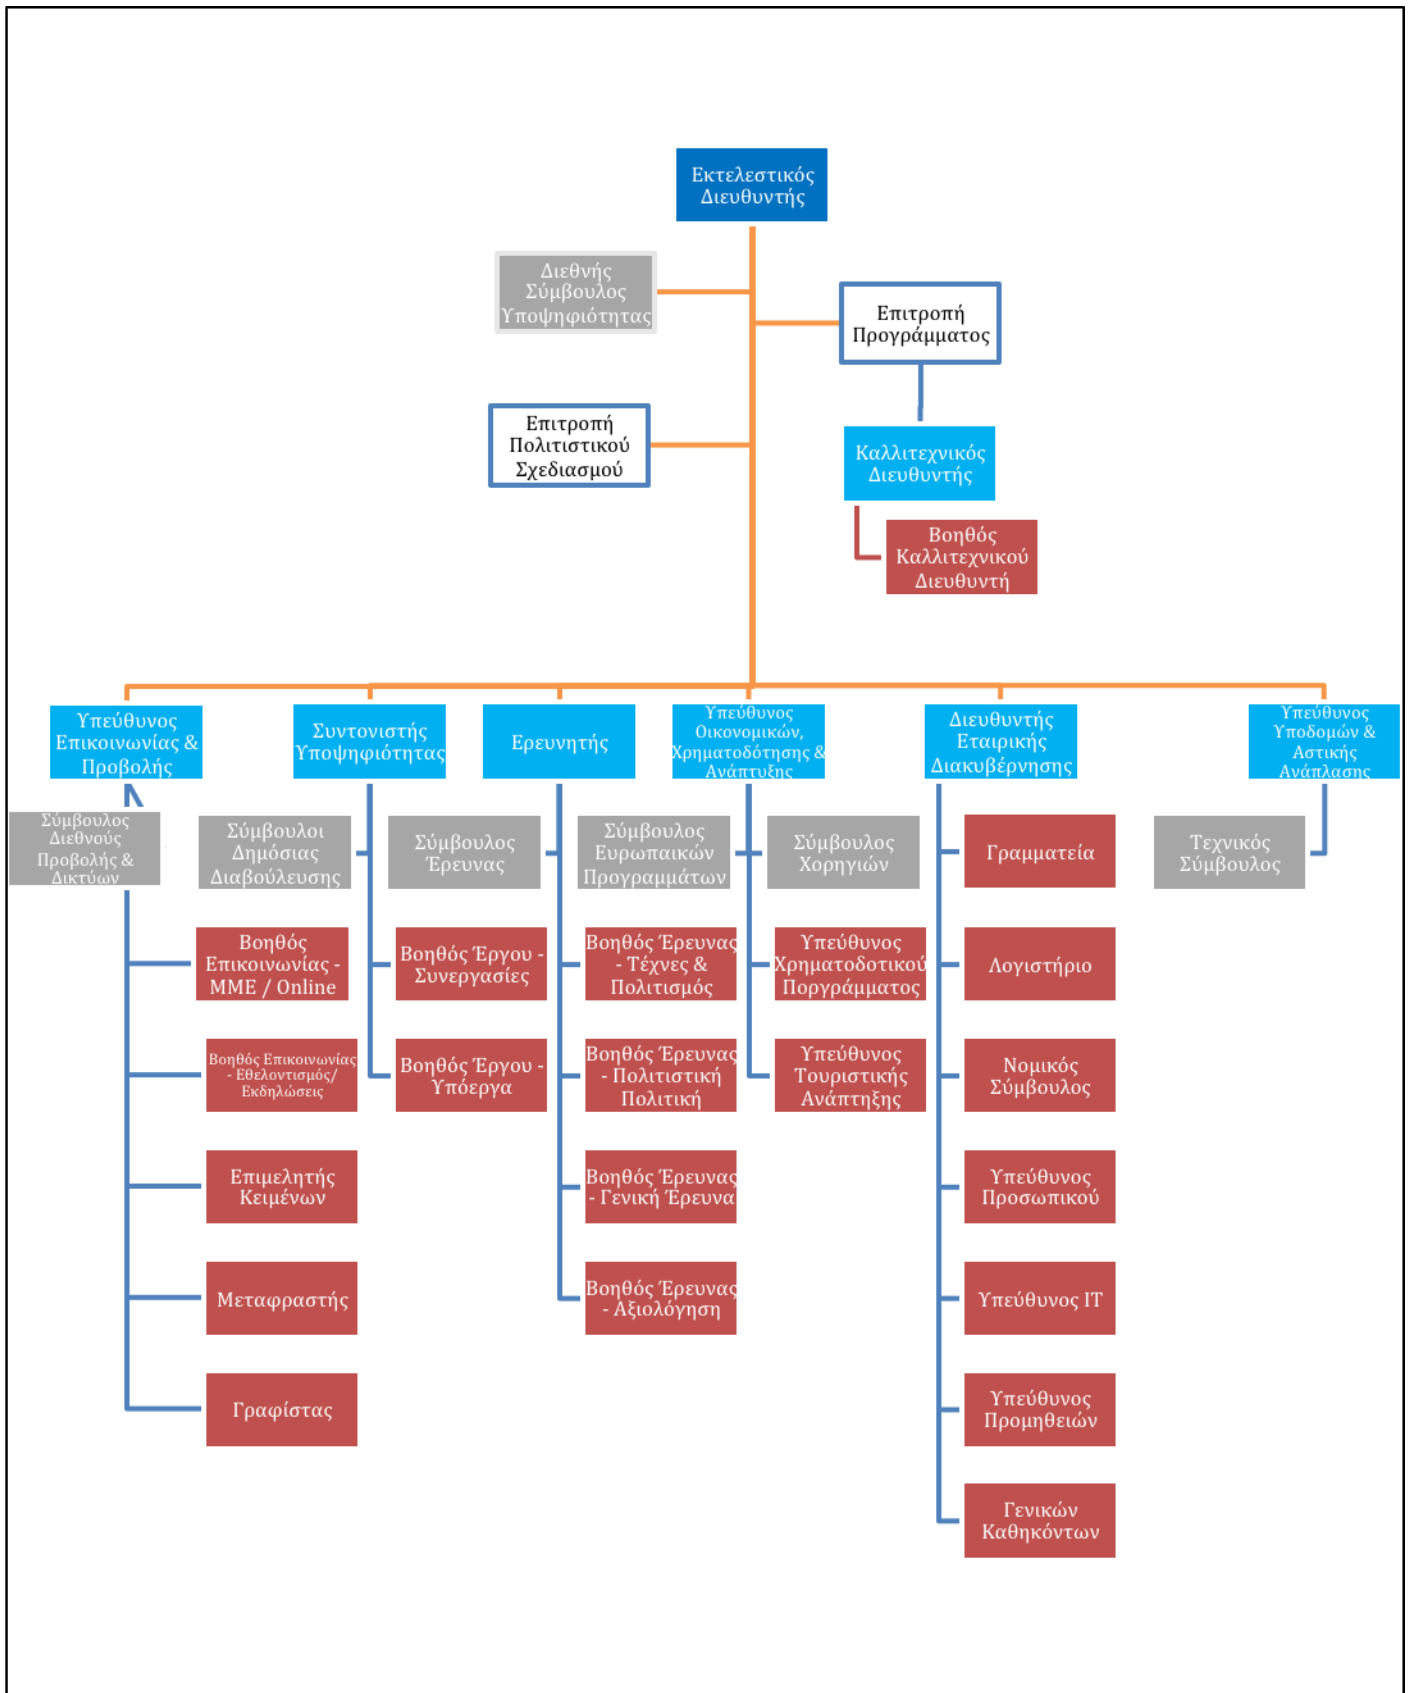 Εκτελεστικός
Διευθυντής
Διεθνής
Σύμβουλος
Υποψηφιότητας
Επιτροπή
Προγράμματος
Επιτροπή
Πολιτιστικού
Σχεδιασμού
Καλλιτεχνικός
Διευθυντής
Βοηθός
Καλλιτεχνικού
Διευθυντή
Υπεύθυνος
Επικοινωνίας &
Προβολής
Συντονιστής
Υποψηφιότητας
Ερευνητής
Υπεύθυνος
Οικονομικών,
Χρηματοδότησης &
Ανάπτυξης
Διευθυντής
Εταιρικής
Διακυβέρνησης
Υπεύθυνος
Υποδομών &
Αστικής
Ανάπλασης
Σύμβουλος
Διεθνούς
Προβολής &
Δικτύων
Σύμβουλοι
Δημόσιας
Διαβούλευσης
Σύμβουλος
Έρευνας
Σύμβουλος
Ευρωπαικών
Προγραμμάτων
Σύμβουλος
Χορηγιών
Γραμματεία
Τεχνικός
Σύμβουλος
Βοηθός
Επικοινωνίας -
ΜΜΕ / Online
Βοηθός Έργου -
Συνεργασίες
Βοηθός Έρευνας
- Τέχνες &
Πολιτισμός
Υπεύθυνος
Χρηματοδοτικού
Ποργράμματος
Λογιστήριο
Βοηθός Επικοινωνίας
- Εθελοντισμός/
Εκδηλώσεις
Βοηθός Έργου -
Υπόεργα
Βοηθός Έρευνας
- Πολιτιστική
Πολιτική
Υπεύθυνος
Τουριστικής
Ανάπτηξης
Νομικός
Σύμβουλος
Επιμελητής
Κειμένων
Βοηθός Έρευνας
- Γενική Έρευνα
Υπεύθυνος
Προσωπικού
Μεταφραστής
Βοηθός Έρευνας
- Αξιολόγηση
Υπεύθυνος ΙΤ
Γραφίστας
Υπεύθυνος
Προμηθειών
Γενικών
Καθηκόντων